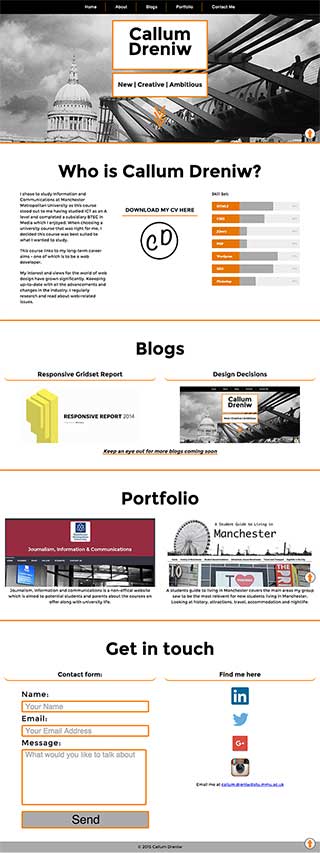 Home About Blogs Portfolio Contact Me
Callum
Dreniw
New | Creative | Ambitious
Who is Callum Dreniw?
I chose to study Information and
Communications at Manchester
Metropolitan University as this course
stood out to me having studied ICT as an A
level and completed a subsidiary BTEC in
Media which I enjoyed. When choosing a
university course that was right for me, I
decided this course was best suited to
what I wanted to study.
This course links to my long-term career
aims - one of which is to be a web
developer.
My interest and views for the world of web
design have grown significantly. Keeping
up-to-date with all the advancements and
changes in the industry. I regularly
research and read about web-related
issues.
DOWNLOAD MY CV HERE
CD
Skill Set:
HTML5
CSS3
jQuery
PHP
Wordpress
SEO
Photoshop
Blogs
Responsive Gridset Report
Design Decisions
RESPONSIVE REPORT 2014
Callum
Dreniw
Keep an eye out for more blogs coming soon
Portfolio
Journalism, Information & Communications
A Student Guide to Living in
Manchester
Journalism, information and communications is a non-offical website
which is aimed to potential students and parents about the courses on
offer along with university life.
A students guide to living in Manchester covers the main areas my group
saw to be the most relevent for new students living in Manchester.
Looking at history, attractions, travel, accommodation and nightlife.
Get in touch
Contact form:
Find me here
Name:
Your Name
Email:
Your Email Address
Message:
What would you like to talk about
Send
Email me at callum.dreniw@stu.mmu.ac.uk
© 2015 Callum Dreniw